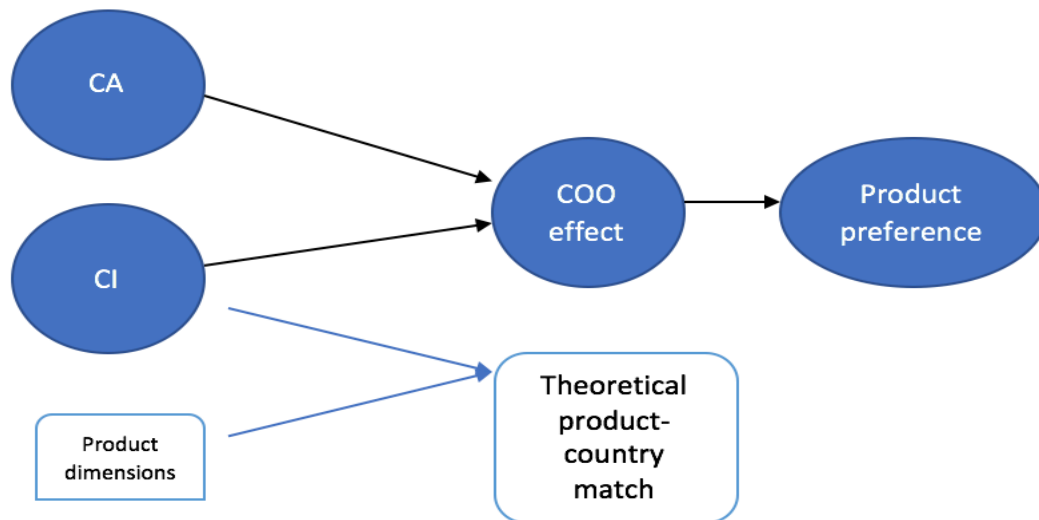 CA
CI
COO
effect
Product
preference
Product
dimensions
Theoretical
product-
country
match